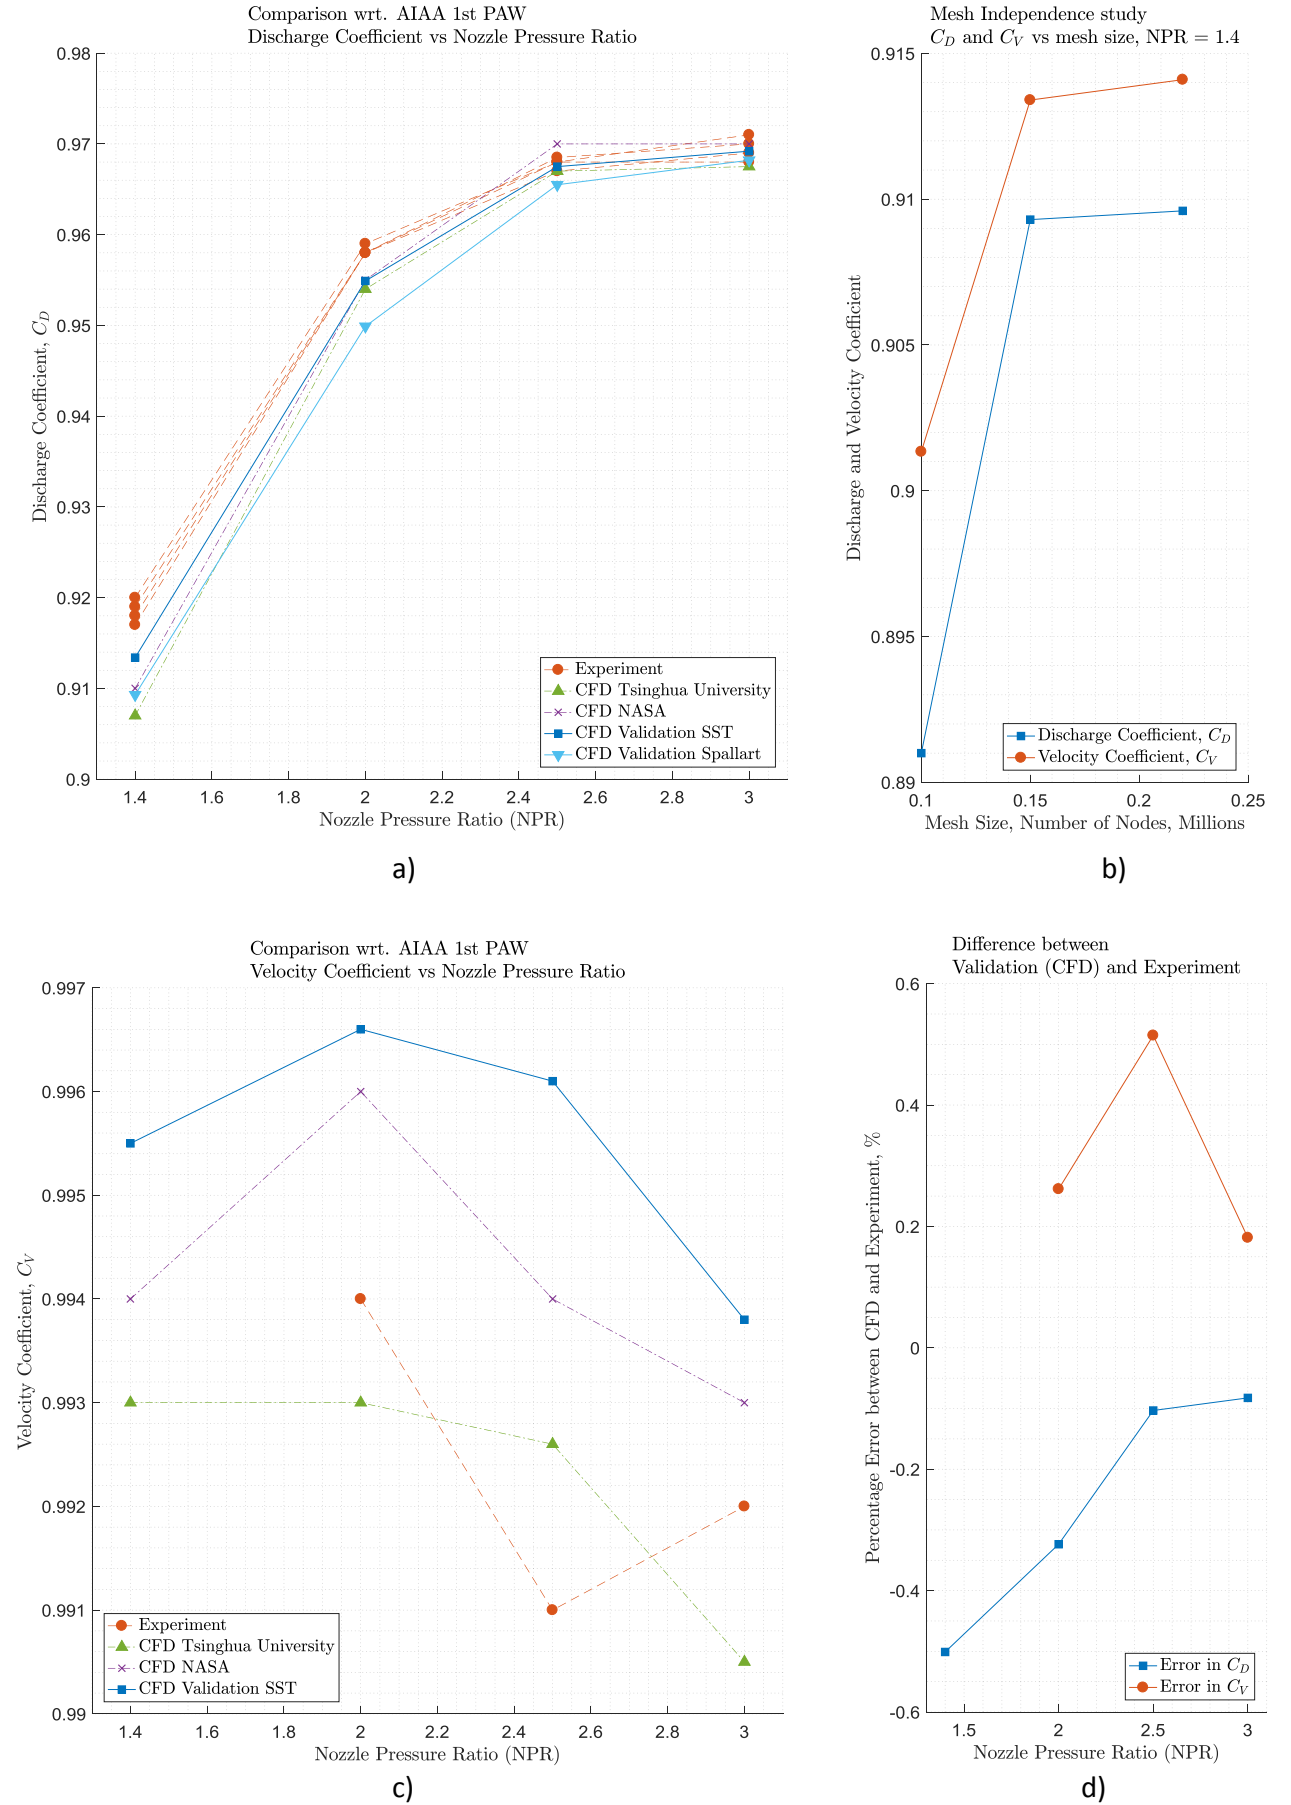 Comparison wrt. AIAA 1st PAW
Discharge Coefficient vs Nozzle Pressure Ratio
0.98
0.97
0.96
0.95
0.94
0.93
0.92
0.91
0.9
Discharge Coefficient, C_D
1.4 1.6 1.8 2 2.2 2.4 2.6 2.8 3
Nozzle Pressure Ratio (NPR)
Experiment
CFD Tsinghua University
CFD NASA
CFD Validation SST
CFD Validation Spallart
a)
Mesh Independence study
C_D and C_V vs mesh size, NPR = 1.4
0.915
0.91
0.905
0.9
0.895
0.89
Discharge and Velocity Coefficient
0.1 0.15 0.2 0.25
Mesh Size, Number of Nodes, Millions
Discharge Coefficient, C_D
Velocity Coefficient, C_V
b)
Comparison wrt. AIAA 1st PAW
Velocity Coefficient vs Nozzle Pressure Ratio
0.997
0.996
0.995
0.994
0.993
0.992
0.991
0.99
Velocity Coefficient, C_V
1.4 1.6 1.8 2 2.2 2.4 2.6 2.8 3
Nozzle Pressure Ratio (NPR)
Experiment
CFD Tsinghua University
CFD NASA
CFD Validation SST
c)
Difference between
Validation (CFD) and Experiment
0.6
0.4
0.2
0
-0.2
-0.4
-0.6
Percentage Error between CFD and Experiment, %
1.5 2 2.5 3
Nozzle Pressure Ratio (NPR)
Error in C_D
Error in C_V
d)